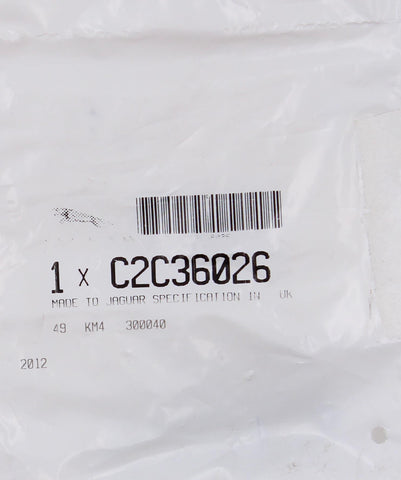 1 x C2C36026
MADE TO JAGUAR SPECIFICATION IN UK
49 KM4 300040
2012